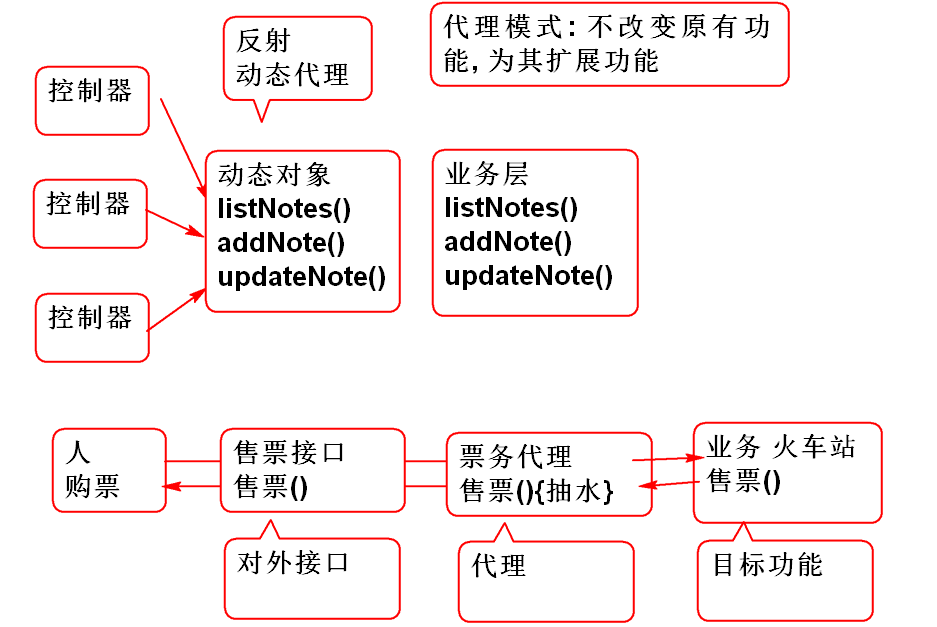 反射
动态代理
代理模式：不改变原有功
能，为其扩展功能
控制器
控制器
控制器
动态对象
listNotes()
addNote()
updateNote()
业务层
listNotes()
addNote()
updateNote()
人
购票
售票接口
售票()
票务代理
售票(){抽水}
业务 火车站
售票()
对外接口
代理
目标功能